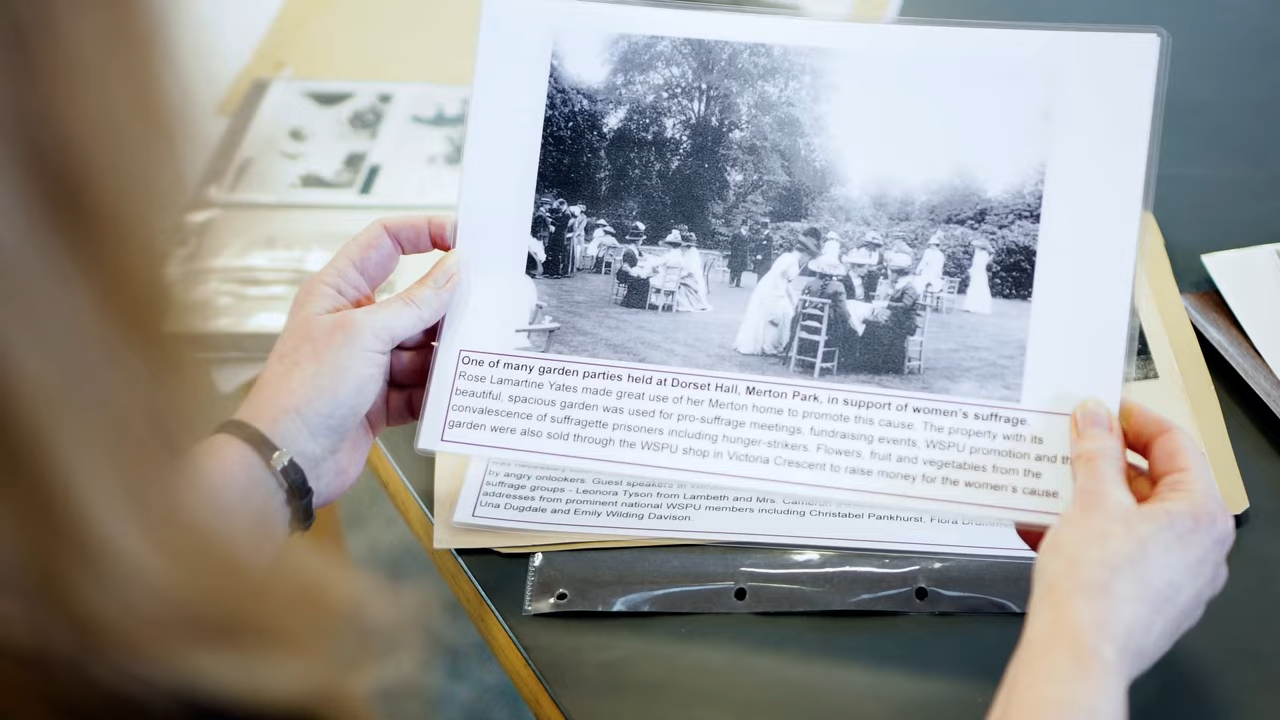 One of many garden parties held at Dorset Hall, Merton Park, in support of women's suffrage.
Rose Lamartine Yates made great use of her Merton home to promote this cause. The property with its
beautiful, spacious garden was used for pro-suffrage meetings, fundraising events, WSPU promotion and th
convalescence of suffragette prisoners including hunger-strikers. Flowers, fruit and vegetables from the
garden were also sold through the WSPU shop in Victoria Crescent to raise money for the women's cause
by angry onlookers. Guest speakers
suffrage groups - Leonora Tyson from Lambeth and Mrs. Cameron
addresses from prominent national WSPU members including Christabel Pankhurst, Flora
Una Dugdale and Emily Wilding Davison.